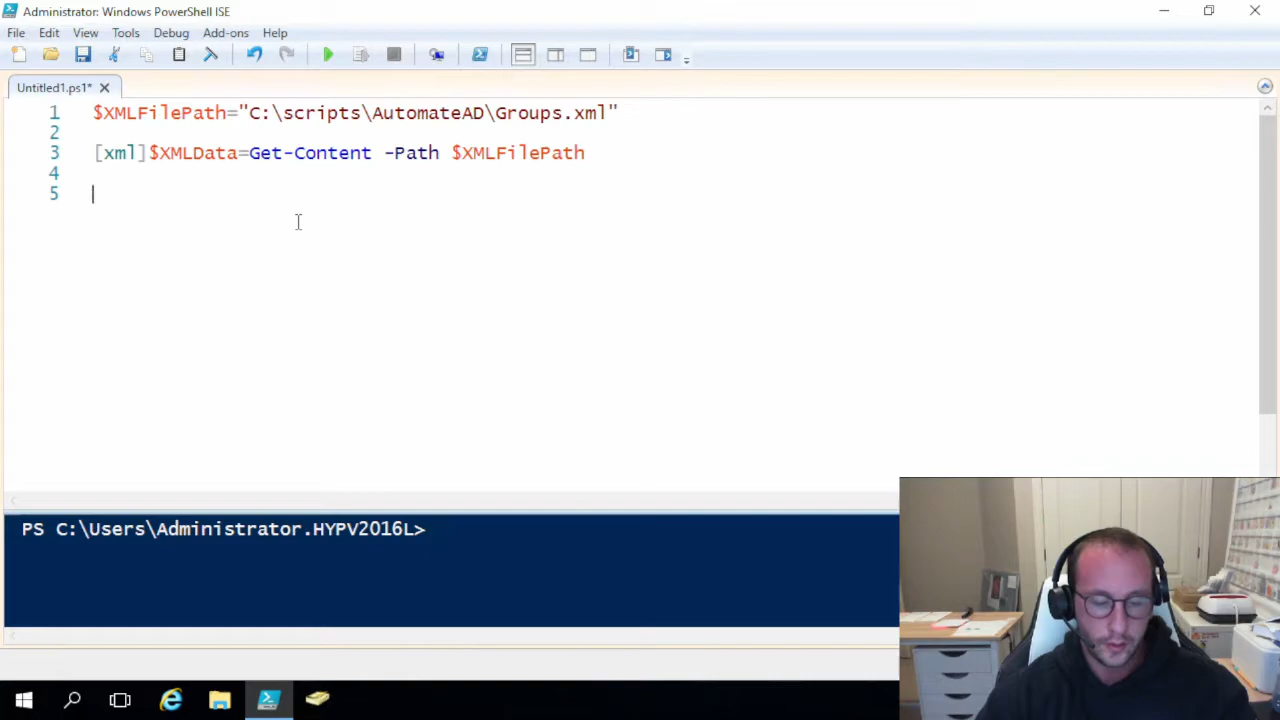 Administrator: Windows PowerShell ISE
File Edit View Tools Debug Add-ons Help
Untitled1.ps1*
1 $XMLFilePath="C:\scripts\AutomateAD\Groups.xml"
2
3 [xml]$XMLData=Get-Content -Path $XMLFilePath
4
5
PS C:\Users\Administrator.HYPV2016L>